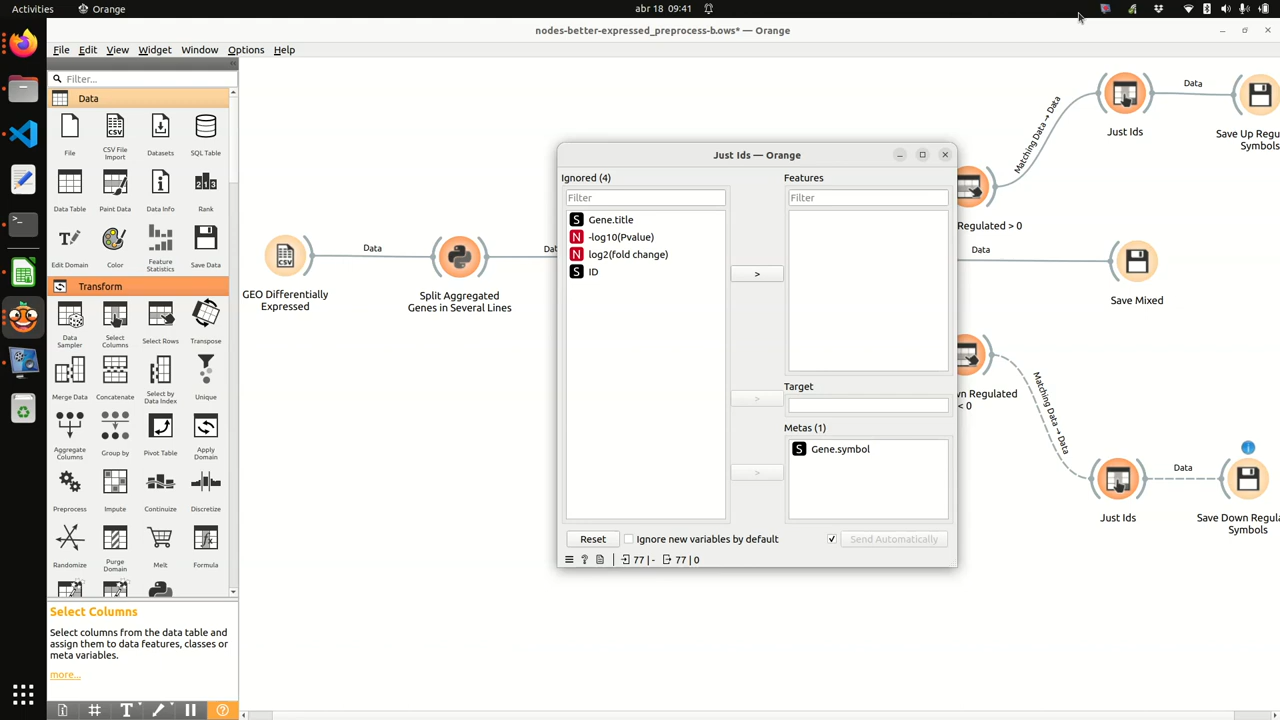 Activities
Orange
abr 18 09:41
nodes-better-expressed_preprocess-b.ows* — Orange
File Edit View Widget Window Options Help
Filter...
Data
File
CSV File Import
Datasets
SQL Table
Data Table
Paint Data
Data Info
Rank
Edit Domain
Color
Feature Statistics
Save Data
Transform
Data Sampler
Select Columns
Select Rows
Transpose
Merge Data
Concatenate
Select by Data Index
Unique
Aggregate Columns
Group by
Pivot Table
Apply Domain
Preprocess
Impute
Continuize
Discretize
Randomize
Purge Domain
Melt
Formula
Select Columns
Select columns from the data table and
assign them to data features, classes or
meta variables.
more...
GEO Differentially
Expressed
Data
Split Aggregated
Genes in Several Lines
Dat
Just Ids — Orange
Ignored (4)
Filter
S Gene.title
N -log10(Pvalue)
N log2(fold change)
S ID
>
>
>
Features
Filter
Target
Metas (1)
S Gene.symbol
Reset
Ignore new variables by default
Send Automatically
77 | -
77 | 0
Matching Data → Data
Just Ids
Data
Save Up Regu
Symbols
Regulated > 0
Data
Save Mixed
wn Regulated
< 0
Matching Data → Data
Just Ids
Data
Save Down Regula
Symbols